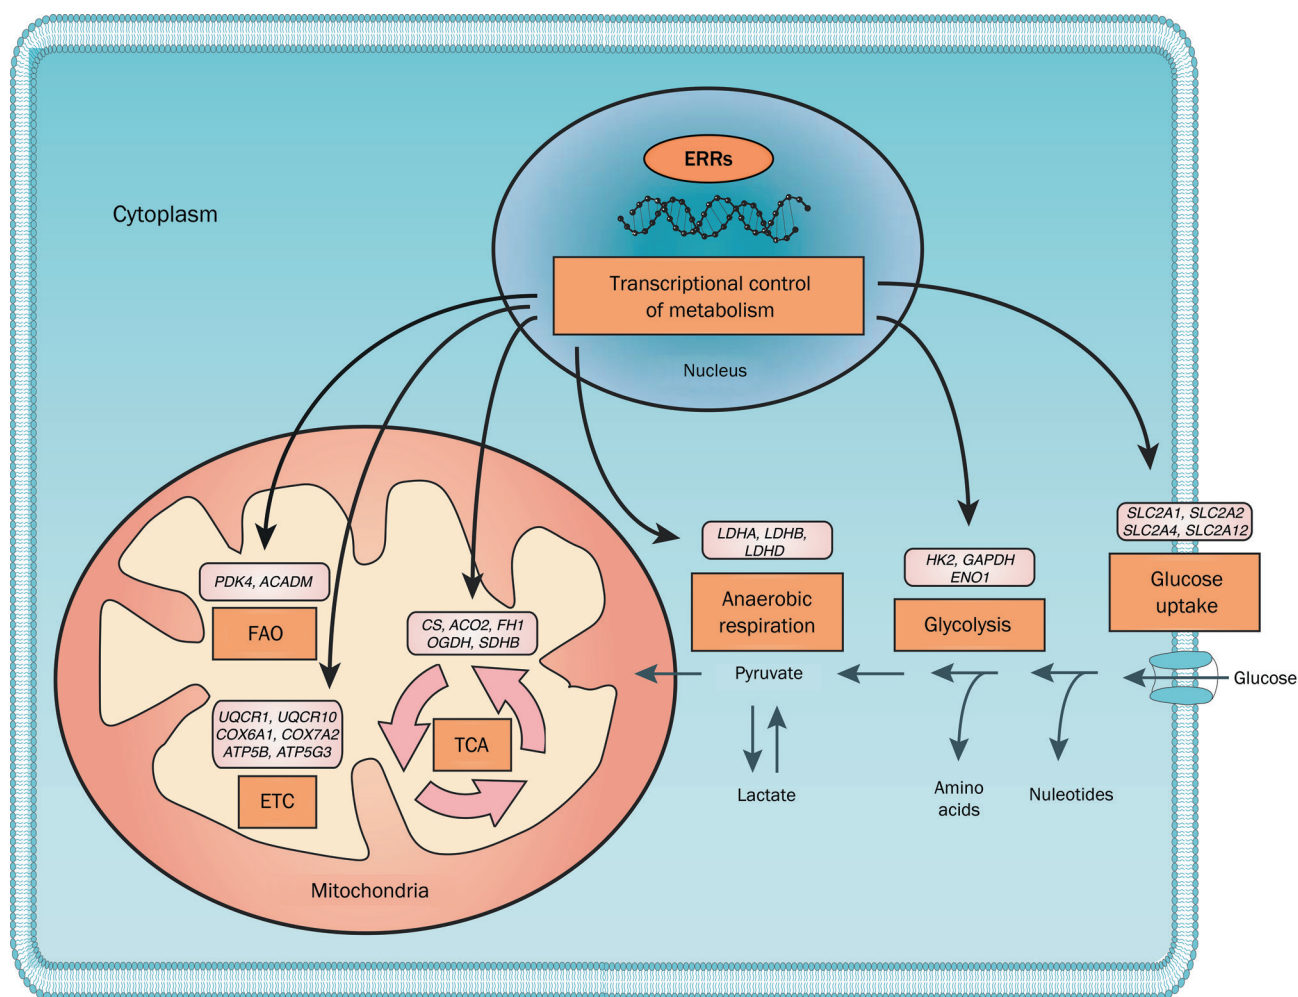 ERRs
Cytoplasm
Transcriptional control
of metabolism
Nucleus
SLC2A1, SLC2A2
SLC2A4, SLC2A12
LDHA, LDHB,
LDHD
HK2, GAPDH
ENO1
Glucose
uptake
PDK4, ACADM
FAO
CS, ACO2, FH1
OGDH, SDHB
Anaerobic
respiration
Glycolysis
Pyruvate
Glucose
UQCR1, UQCR10
COX6A1, COX7A2
ATP5B, ATP5G3
TCA
ETC
Lactate
Amino
acids
Nuleotides
Mitochondria